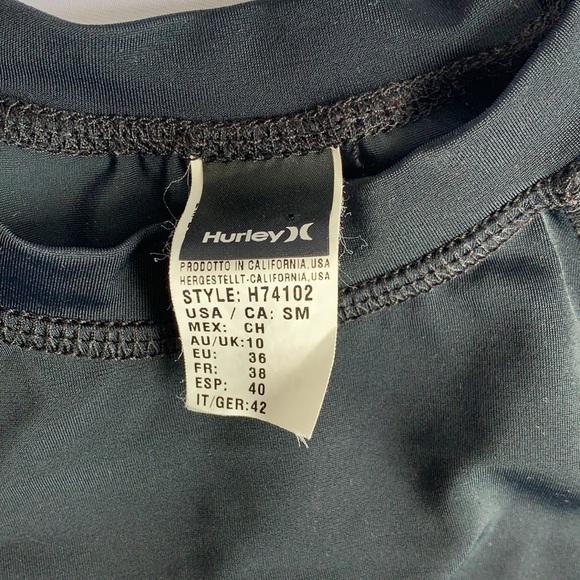 Hurley
PRODOTTO IN CALIFORNIA, USA
HERGESTELLT-CALIFORNIA, USA
STYLE: H74102
USA / CA: SM
MEX: CH
AU/UK: 10
EU: 36
FR: 38
ESP: 40
IT/GER: 42